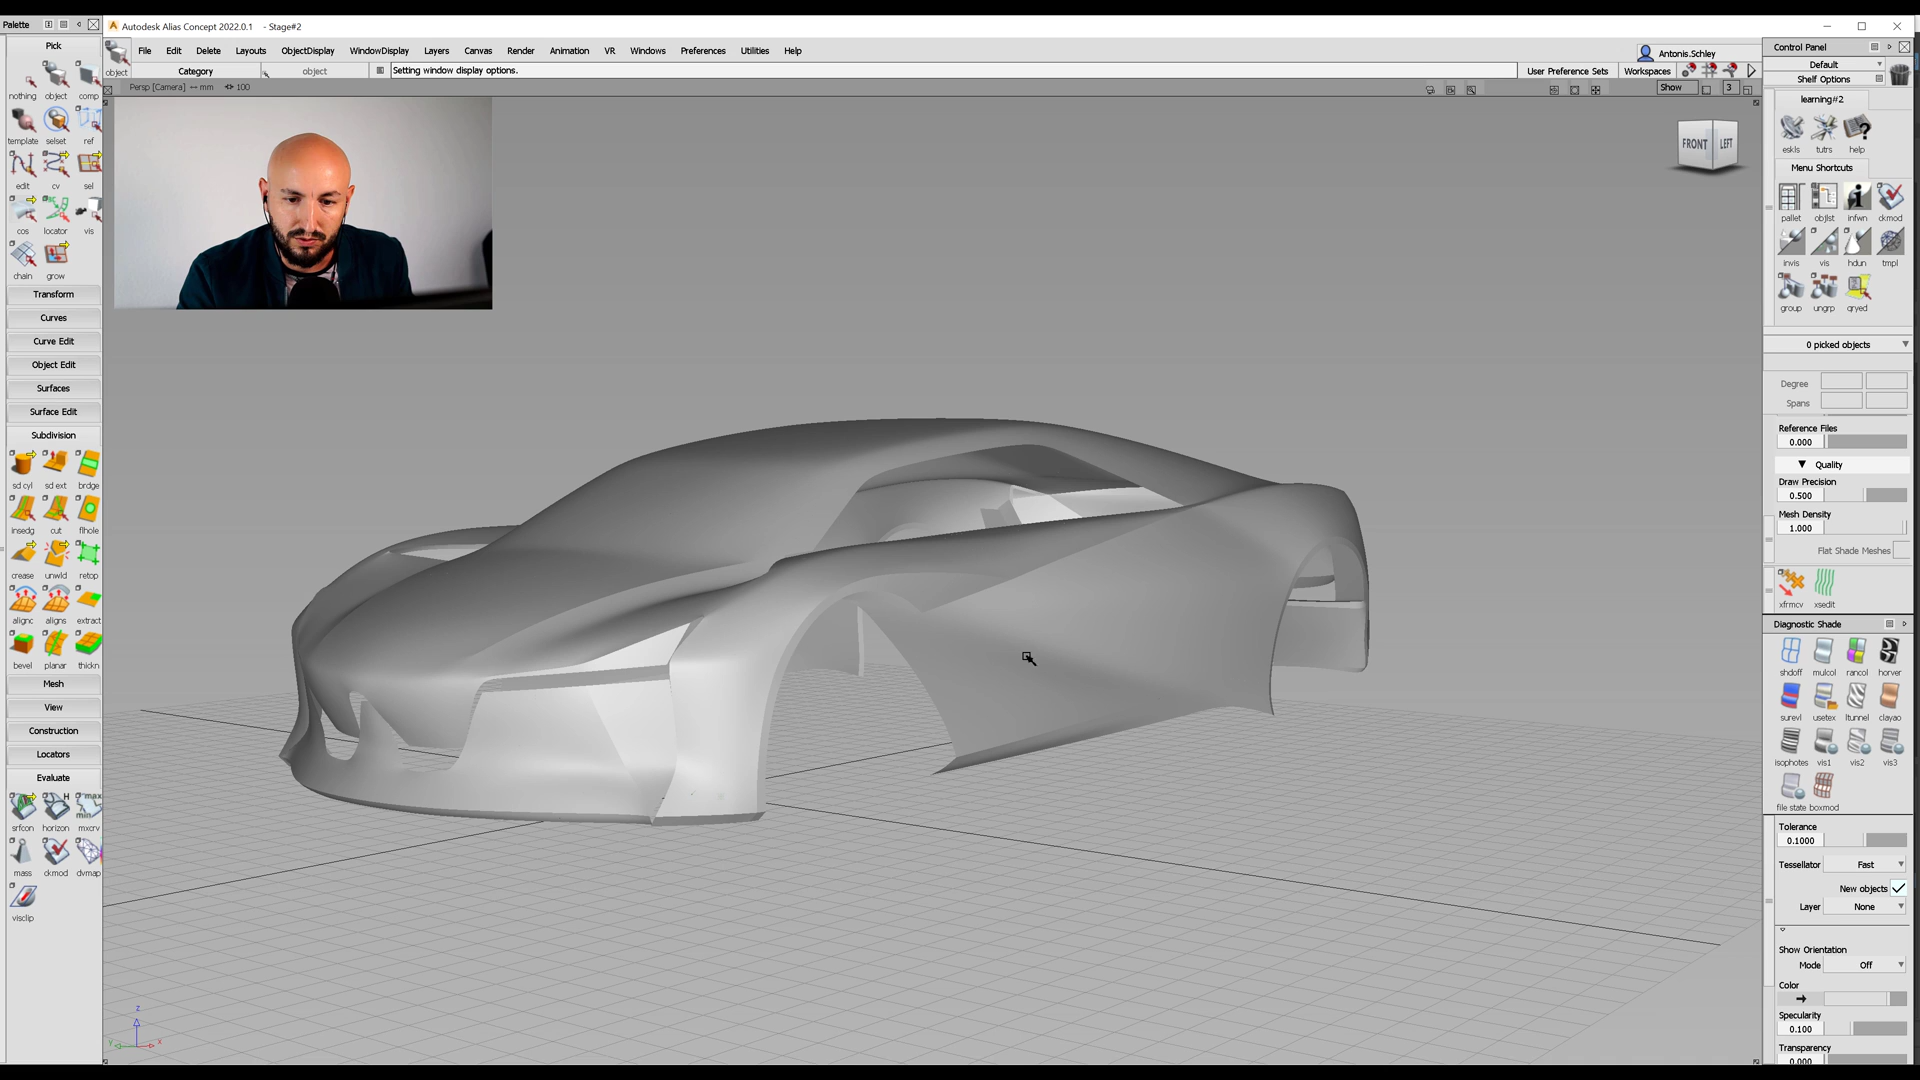 Palette
Autodesk Alias Concept 2022.0.1 - Stage#2
Pick
File Edit Delete Layouts ObjectDisplay WindowDisplay Layers Canvas Render Animation VR Windows Preferences Utilities Help
Antonis.Schley
object
Category
object
Setting window display options.
User Preference Sets
Workspaces
Persp [Camera] ↔ mm 100
Show
3
FRONT
LEFT
nothing object comp
template selset ref
edit cv sel
cos locator vis
chain grow
Transform
Curves
Curve Edit
Object Edit
Surfaces
Surface Edit
Subdivision
sd cyl sd ext brdge
insedg cut flhole
crease unwld retop
alignc aligns extract
bevel planar thickn
Mesh
View
Construction
Locators
Evaluate
H
max
min
srfcon horizon mxcrv
mass ckmod dvmap
visclip
z
y
x
Control Panel
Default
Shelf Options
learning#2
eskls tutrs help
Menu Shortcuts
pallet objlst infwn ckmod
invis vis hdun tmpl
group ungrp qryed
0 picked objects
Degree
Spans
Reference Files
0.000
Quality
Draw Precision
0.500
Mesh Density
1.000
Flat Shade Meshes
xfrmcv xsedit
Diagnostic Shade
shdoff mulcol rancol horver
surevl usetex ltunnel clayao
isophotes vis1 vis2 vis3
file state boxmod
Tolerance
0.1000
Tessellator Fast
New objects
Layer None
Show Orientation
Mode Off
Color
Specularity
0.100
Transparency
0.000